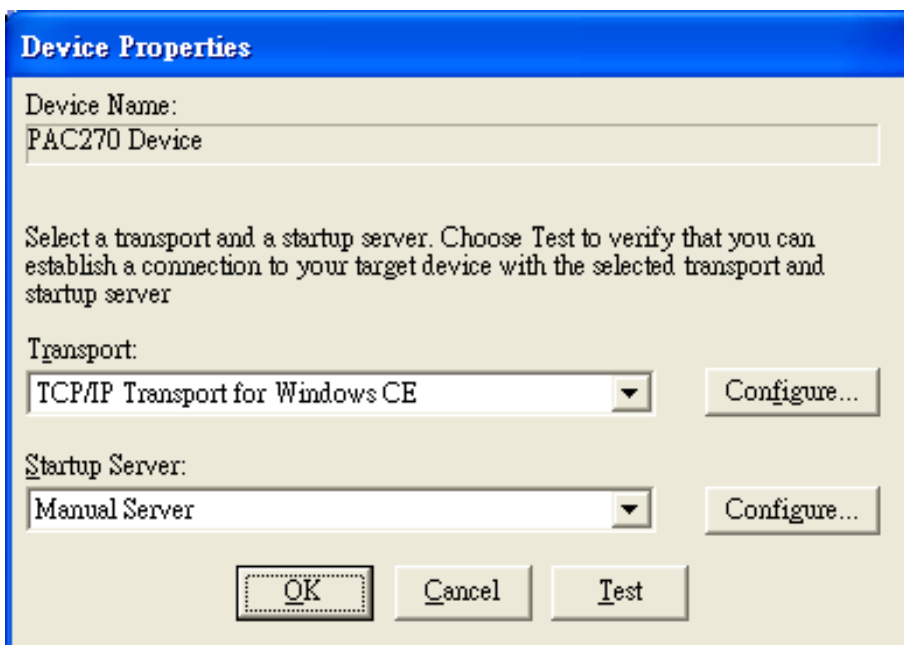 Device Properties
Device Name:
PAC270 Device
Select a transport and a startup server. Choose Test to verify that you can
establish a connection to your target device with the selected transport and
startup server
Transport:
TCP/IP Transport for Windows CE
Configure...
Startup Server:
Manual Server
Configure...
OK Cancel Test